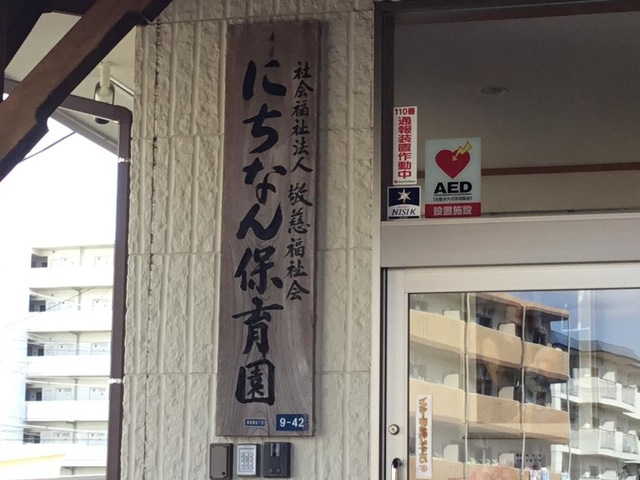 社会福祉法人 敬慈福祉会
にちなん保育園
9-42
110番
通報装置作動中
NISIK
AED
設置施設